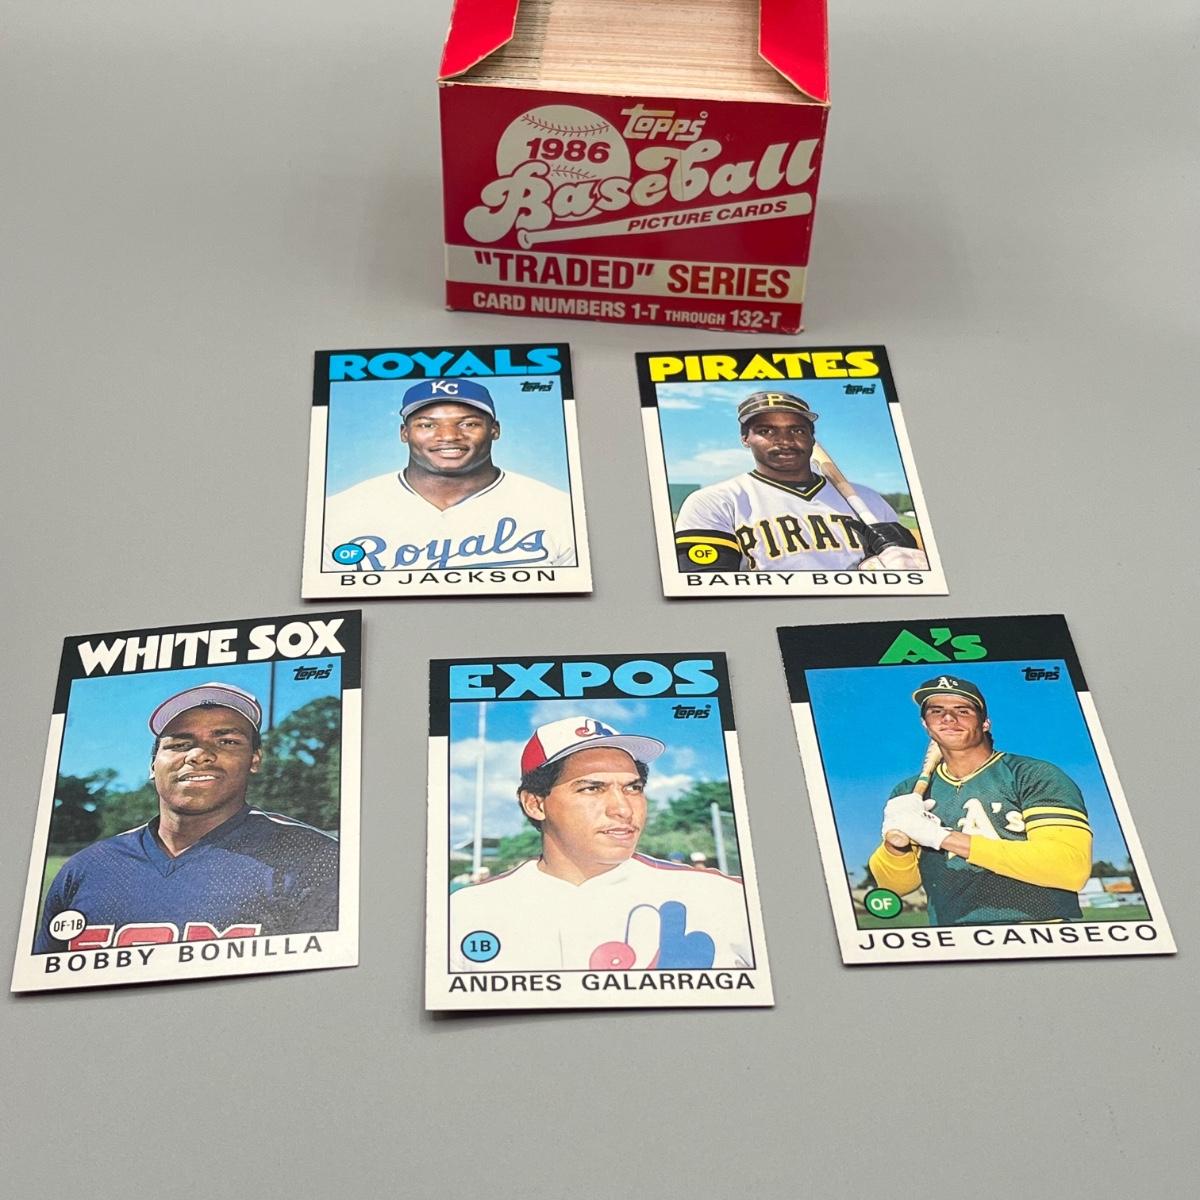 Topps
1986
Baseball
PICTURE CARDS
"TRADED" SERIES
CARD NUMBERS 1-T THROUGH 132-T
ROYALS
Topps
KC
Royals
OF
BO JACKSON
PIRATES
Topps
P
PIRAT
OF
BARRY BONDS
WHITE SOX
Topps
OF-1B
SOX
BOBBY BONILLA
EXPOS
Topps
1B
ANDRES GALARRAGA
A's
Topps
A's
A's
OF
JOSE CANSECO